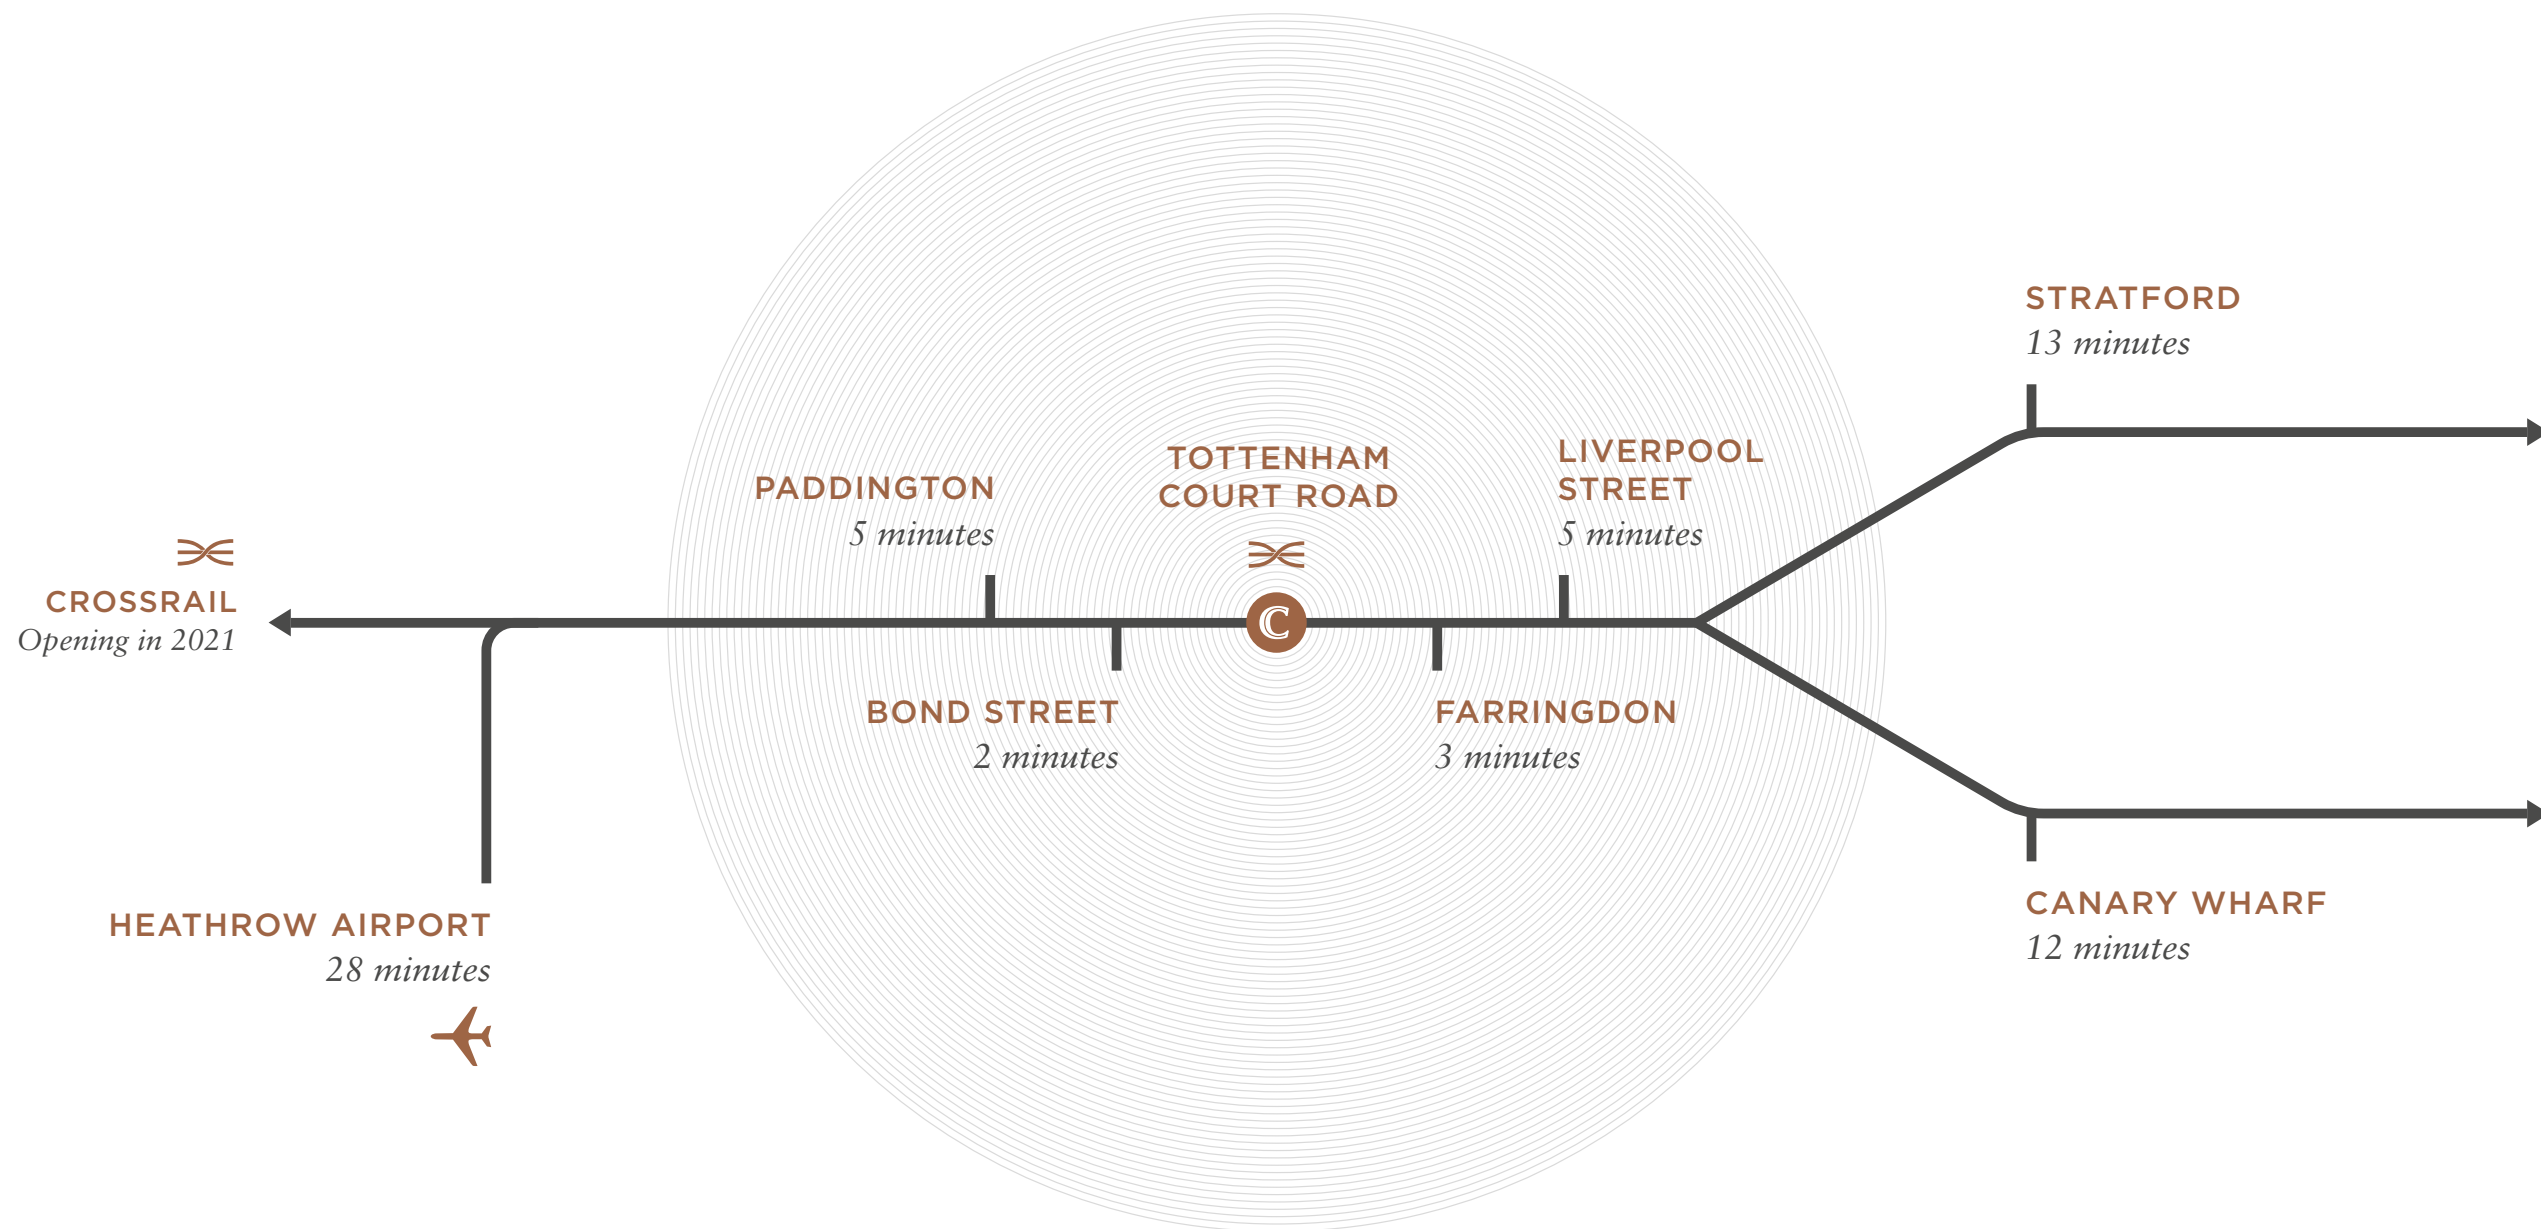 STRATFORD
13 minutes
TOTTENHAM
COURT ROAD
LIVERPOOL
STREET
5 minutes
PADDINGTON
5 minutes
CROSSRAIL
Opening in 2021
C
BOND STREET
2 minutes
FARRINGDON
3 minutes
HEATHROW AIRPORT
28 minutes
CANARY WHARF
12 minutes